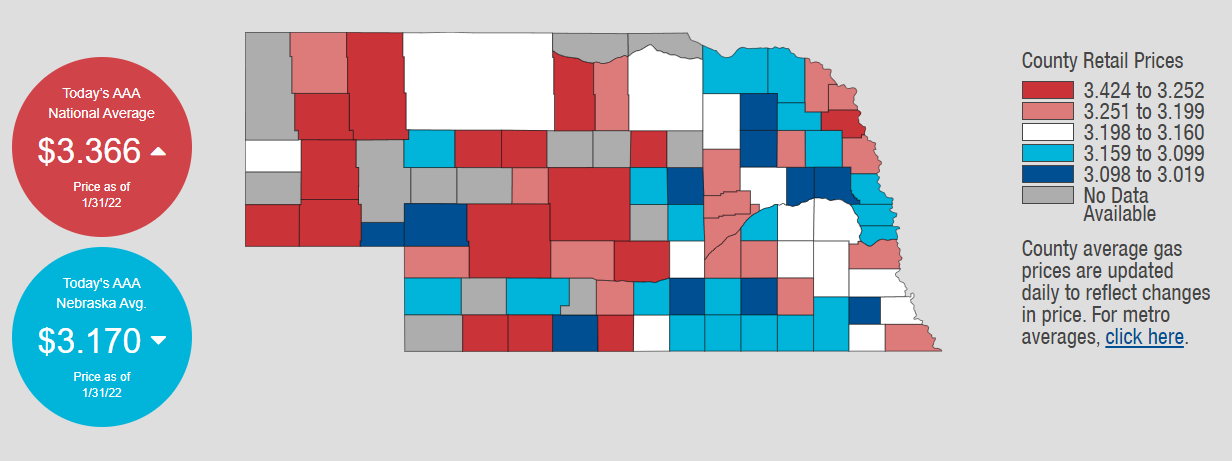 Today's AAA
National Average
$3.366
Price as of
1/31/22
Today's AAA
Nebraska Avg.
$3.170
Price as of
1/31/22
County Retail Prices
3.424 to 3.252
3.251 to 3.199
3.198 to 3.160
3.159 to 3.099
3.098 to 3.019
No Data
Available
County average gas
prices are updated
daily to reflect changes
in price. For metro
averages, click here.